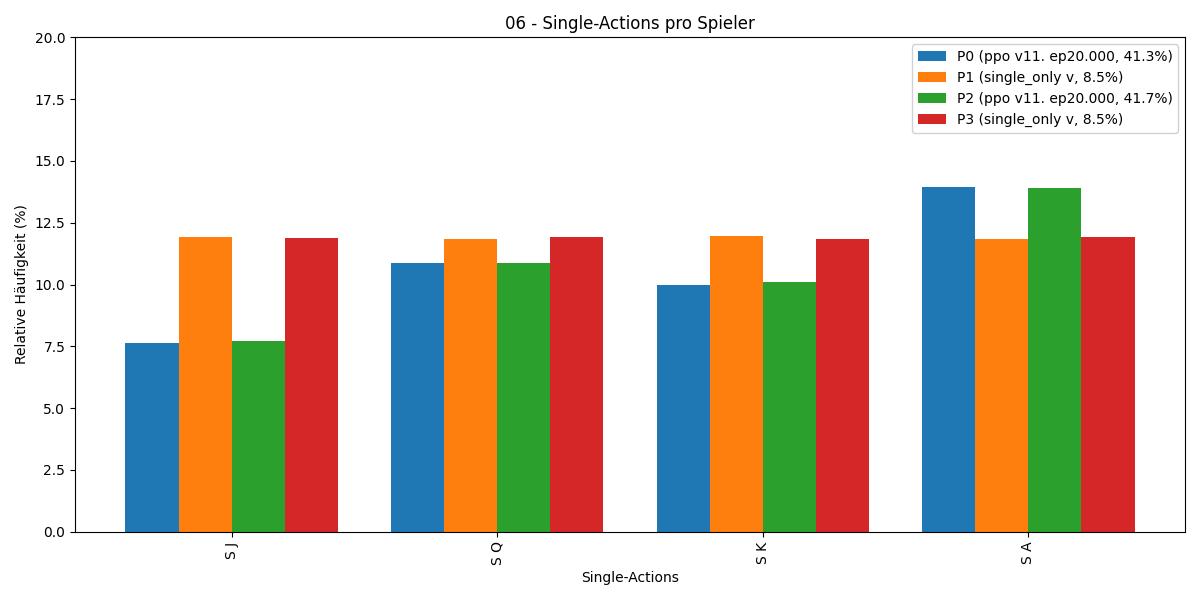 06 - Single-Actions pro Spieler
20.0
17.5
15.0
12.5
10.0
7.5
5.0
2.5
0.0
Relative Häufigkeit (%)
P0 (ppo v11. ep20.000, 41.3%)
P1 (single_only v, 8.5%)
P2 (ppo v11. ep20.000, 41.7%)
P3 (single_only v, 8.5%)
S J
S Q
S K
S A
Single-Actions